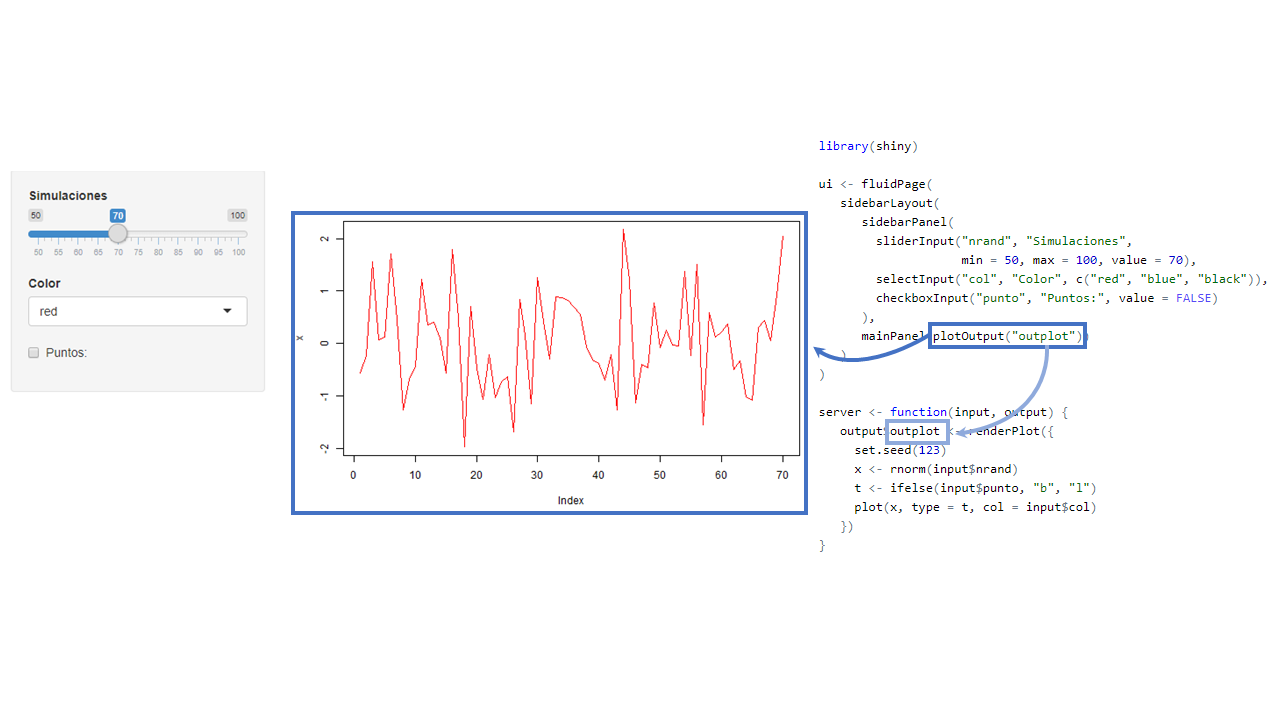 Simulaciones
50 70 100
50 55 60 65 70 75 80 85 90 95 100
Color
red
Puntos:
2
1
0
-1
-2
x
0 10 20 30 40 50 60 70
Index
library(shiny)
ui <- fluidPage(
sidebarLayout(
sidebarPanel(
sliderInput("nrand", "Simulaciones",
min = 50, max = 100, value = 70),
selectInput("col", "Color", c("red", "blue", "black")),
checkboxInput("punto", "Puntos:", value = FALSE)
),
mainPanel plotOutput("outplot")
)
)
server <- function(input, output) {
output$outplot <- renderPlot({
set.seed(123)
x <- rnorm(input$nrand)
t <- ifelse(input$punto, "b", "l")
plot(x, type = t, col = input$col)
})
}